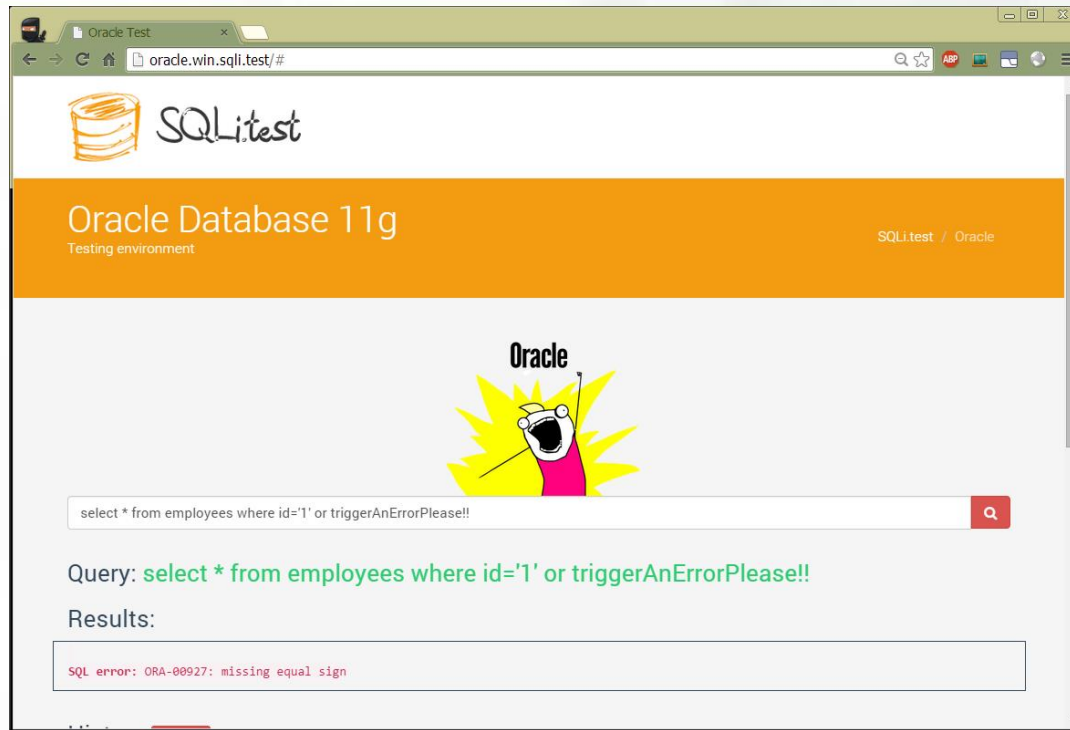 Oracle Test
oracle.win.sqli.test/#
ABP
SQLitest
Oracle Database 11g
Testing environment
SQLi.test / Oracle
Oracle
select * from employees where id='1' or triggerAnErrorPlease!!
Query: select * from employees where id='1' or triggerAnErrorPlease!!
Results:
SQL error: ORA-00927: missing equal sign